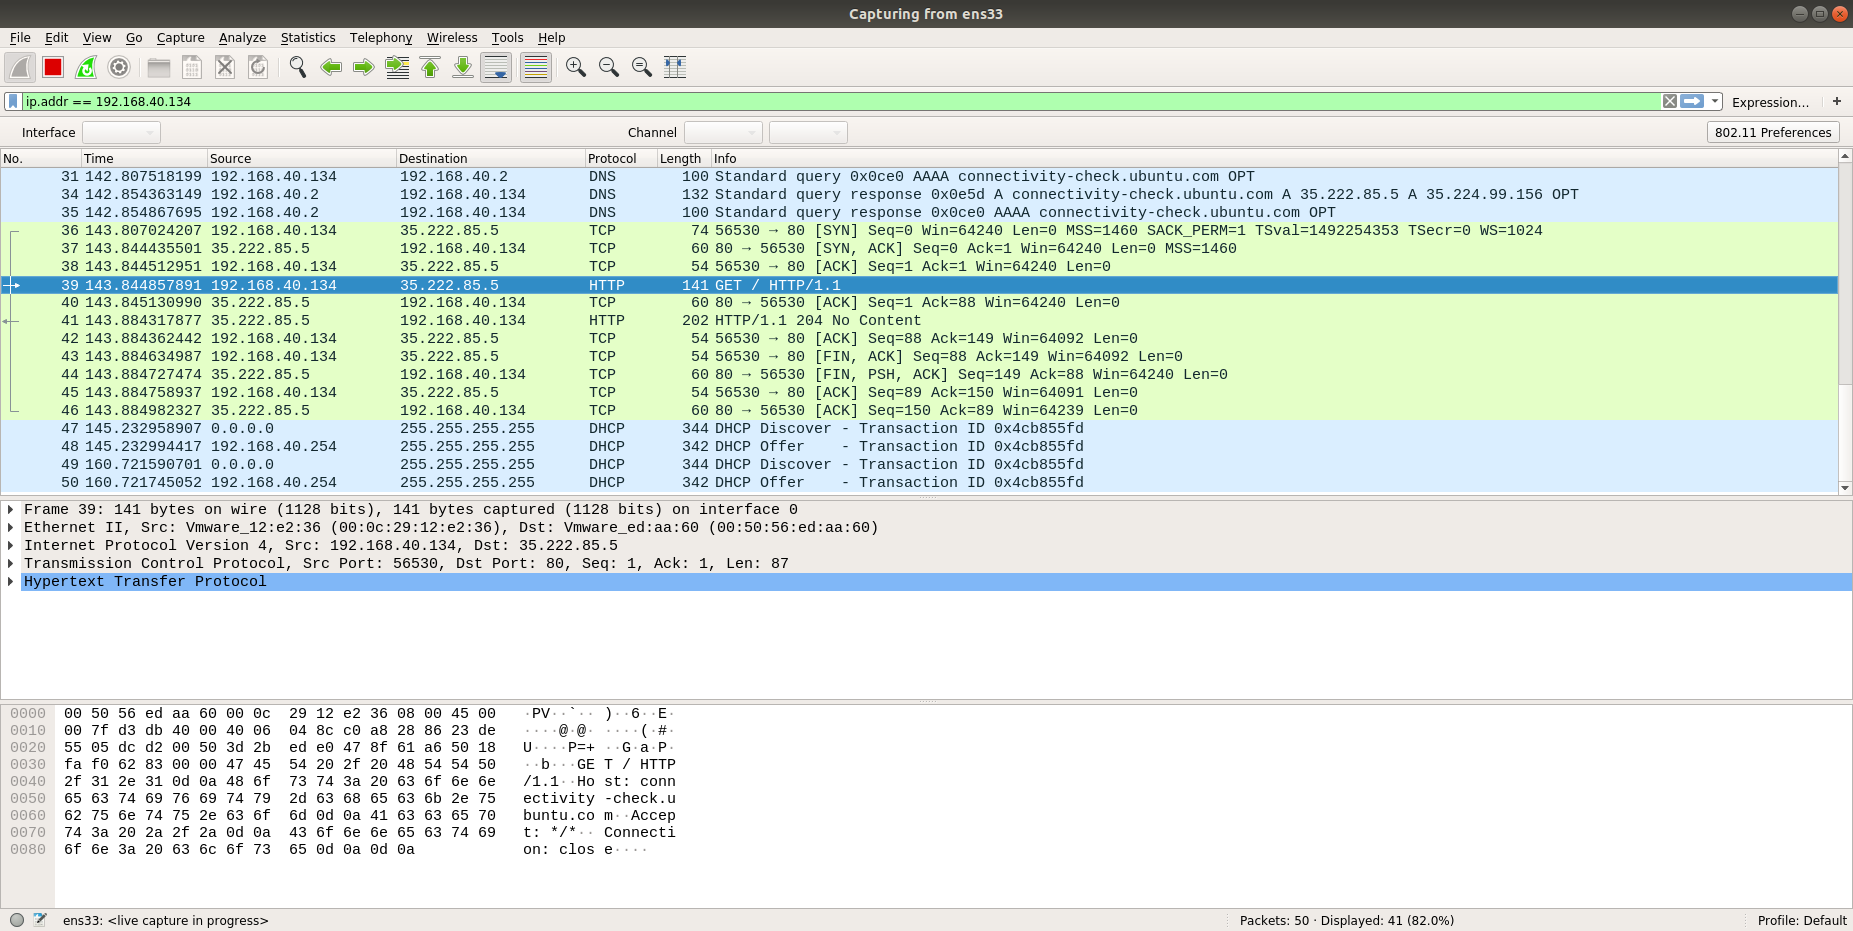 Capturing from ens33
File Edit View Go Capture Analyze Statistics Telephony Wireless Tools Help
ip.addr == 192.168.40.134 Expression… +
Interface Channel 802.11 Preferences
No. Time Source Destination Protocol Length Info
31 142.807518199 192.168.40.134 192.168.40.2 DNS 100 Standard query 0x0ce0 AAAA connectivity-check.ubuntu.com OPT
34 142.854363149 192.168.40.2 192.168.40.134 DNS 132 Standard query response 0x0e5d A connectivity-check.ubuntu.com A 35.222.85.5 A 35.224.99.156 OPT
35 142.854867695 192.168.40.2 192.168.40.134 DNS 100 Standard query response 0x0ce0 AAAA connectivity-check.ubuntu.com OPT
36 143.807024207 192.168.40.134 35.222.85.5 TCP 74 56530 → 80 [SYN] Seq=0 Win=64240 Len=0 MSS=1460 SACK_PERM=1 TSval=1492254353 TSecr=0 WS=1024
37 143.844435501 35.222.85.5 192.168.40.134 TCP 60 80 → 56530 [SYN, ACK] Seq=0 Ack=1 Win=64240 Len=0 MSS=1460
38 143.844512951 192.168.40.134 35.222.85.5 TCP 54 56530 → 80 [ACK] Seq=1 Ack=1 Win=64240 Len=0
39 143.844857891 192.168.40.134 35.222.85.5 HTTP 141 GET / HTTP/1.1
40 143.845130990 35.222.85.5 192.168.40.134 TCP 60 80 → 56530 [ACK] Seq=1 Ack=88 Win=64240 Len=0
41 143.884317877 35.222.85.5 192.168.40.134 HTTP 202 HTTP/1.1 204 No Content
42 143.884362442 192.168.40.134 35.222.85.5 TCP 54 56530 → 80 [ACK] Seq=88 Ack=149 Win=64092 Len=0
43 143.884634987 192.168.40.134 35.222.85.5 TCP 54 56530 → 80 [FIN, ACK] Seq=88 Ack=149 Win=64092 Len=0
44 143.884727474 35.222.85.5 192.168.40.134 TCP 60 80 → 56530 [FIN, PSH, ACK] Seq=149 Ack=88 Win=64240 Len=0
45 143.884758937 192.168.40.134 35.222.85.5 TCP 54 56530 → 80 [ACK] Seq=89 Ack=150 Win=64091 Len=0
46 143.884982327 35.222.85.5 192.168.40.134 TCP 60 80 → 56530 [ACK] Seq=150 Ack=89 Win=64239 Len=0
47 145.232958907 0.0.0.0 255.255.255.255 DHCP 344 DHCP Discover - Transaction ID 0x4cb855fd
48 145.232994417 192.168.40.254 255.255.255.255 DHCP 342 DHCP Offer - Transaction ID 0x4cb855fd
49 160.721590701 0.0.0.0 255.255.255.255 DHCP 344 DHCP Discover - Transaction ID 0x4cb855fd
50 160.721745052 192.168.40.254 255.255.255.255 DHCP 342 DHCP Offer - Transaction ID 0x4cb855fd
Frame 39: 141 bytes on wire (1128 bits), 141 bytes captured (1128 bits) on interface 0
Ethernet II, Src: Vmware_12:e2:36 (00:0c:29:12:e2:36), Dst: Vmware_ed:aa:60 (00:50:56:ed:aa:60)
Internet Protocol Version 4, Src: 192.168.40.134, Dst: 35.222.85.5
Transmission Control Protocol, Src Port: 56530, Dst Port: 80, Seq: 1, Ack: 1, Len: 87
Hypertext Transfer Protocol
0000 00 50 56 ed aa 60 00 0c 29 12 e2 36 08 00 45 00 ·PV··`·· )··6··E·
0010 00 7f d3 db 40 00 40 06 04 8c c0 a8 28 86 23 de ····@·@· ····(·#·
0020 55 05 dc d2 00 50 3d 2b ed e0 47 8f 61 a6 50 18 U····P=+ ··G·a·P·
0030 fa f0 62 83 00 00 47 45 54 20 2f 20 48 54 54 50 ··b···GE T / HTTP
0040 2f 31 2e 31 0d 0a 48 6f 73 74 3a 20 63 6f 6e 6e /1.1··Ho st: conn
0050 65 63 74 69 76 69 74 79 2d 63 68 65 63 6b 2e 75 ectivity -check.u
0060 62 75 6e 74 75 2e 63 6f 6d 0d 0a 41 63 63 65 70 buntu.co m··Accep
0070 74 3a 20 2a 2f 2a 0d 0a 43 6f 6e 6e 65 63 74 69 t: */*·· Connecti
0080 6f 6e 3a 20 63 6c 6f 73 65 0d 0a 0d 0a on: clos e····
ens33: <live capture in progress> Packets: 50 · Displayed: 41 (82.0%) Profile: Default